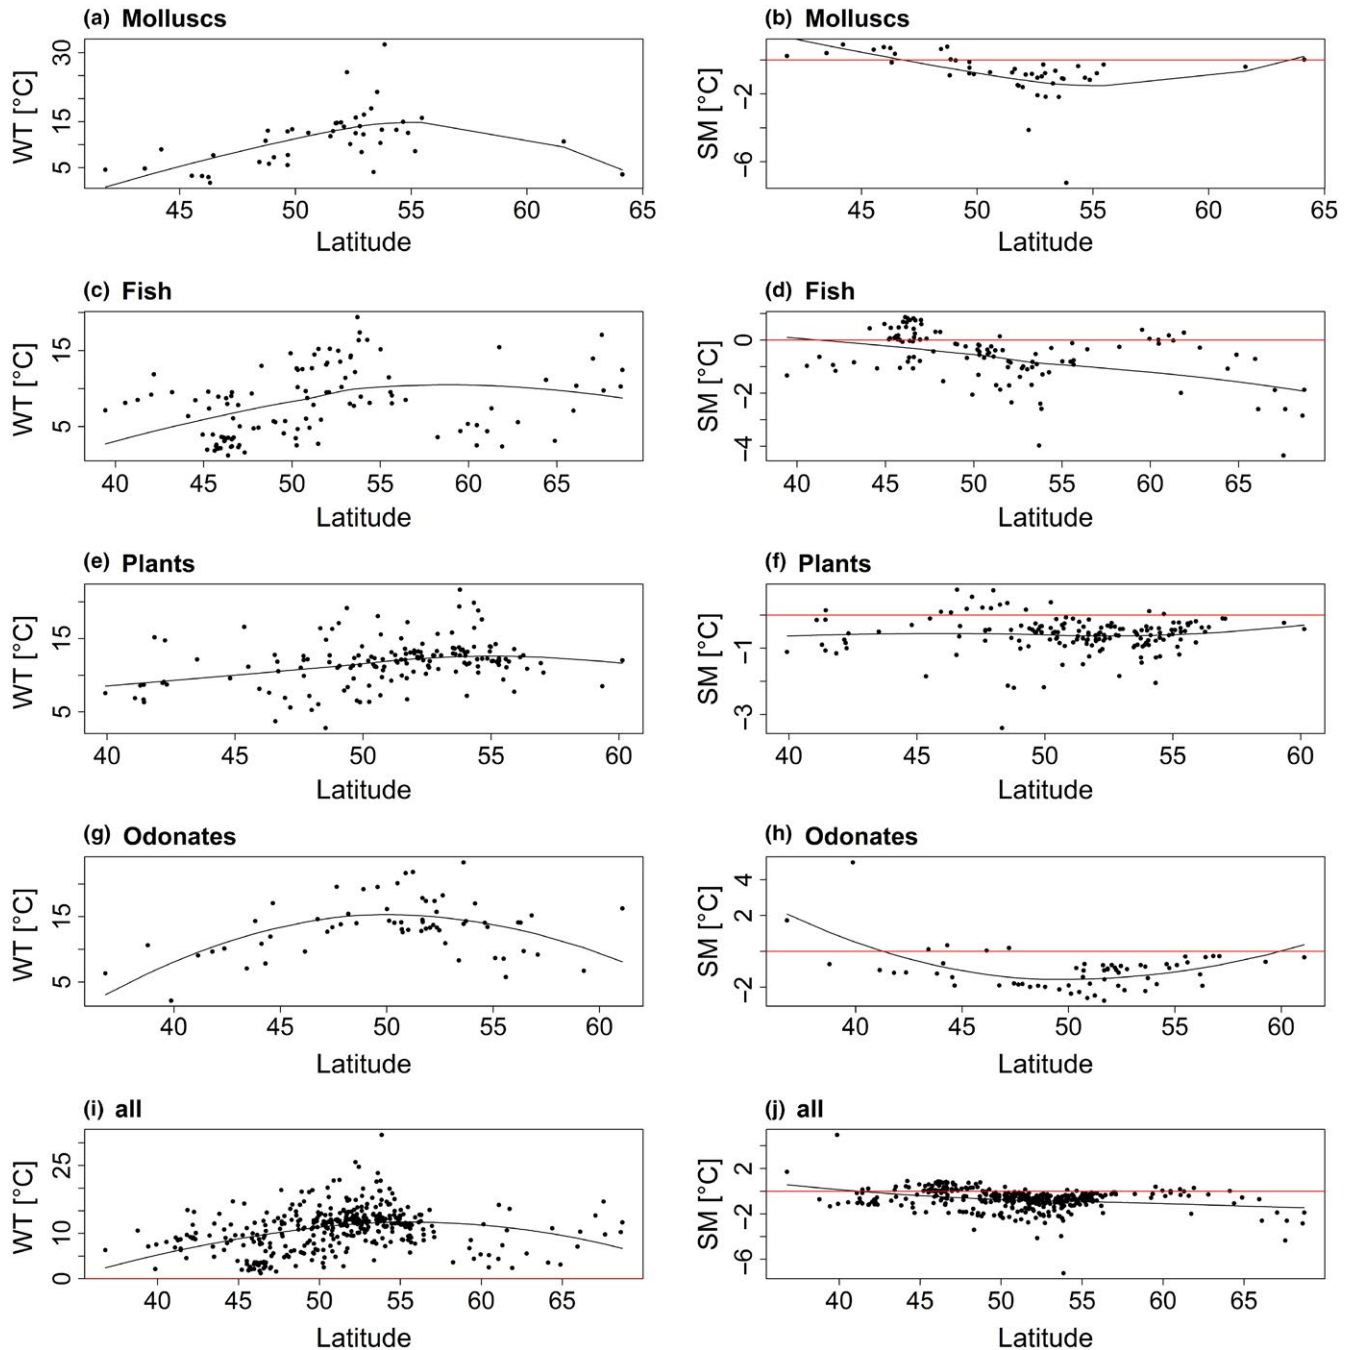 (a) Molluscs
WT [°C]
30
15
5
45 50 55 60 65
Latitude
(b) Molluscs
SM [°C]
−2
−6
45 50 55 60 65
Latitude
(c) Fish
WT [°C]
15
5
40 45 50 55 60 65
Latitude
(d) Fish
SM [°C]
0
−2
−4
40 45 50 55 60 65
Latitude
(e) Plants
WT [°C]
15
5
40 45 50 55 60
Latitude
(f) Plants
SM [°C]
−1
−3
40 45 50 55 60
Latitude
(g) Odonates
WT [°C]
15
5
40 45 50 55 60
Latitude
(h) Odonates
SM [°C]
4
2
−2
40 45 50 55 60
Latitude
(i) all
WT [°C]
25
10
0
40 45 50 55 60 65
Latitude
(j) all
SM [°C]
2
−2
−6
40 45 50 55 60 65
Latitude